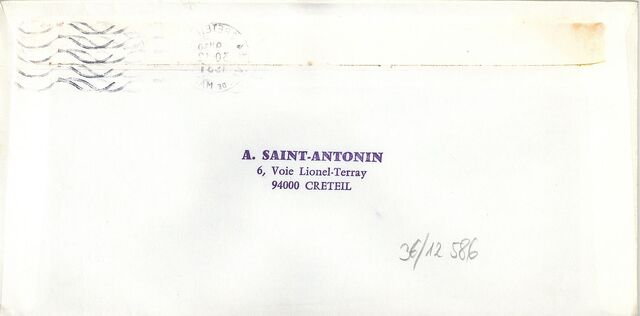 A. SAINT-ANTONIN
6, Voie Lionel-Terray
94000 CRETEIL
36/12 586